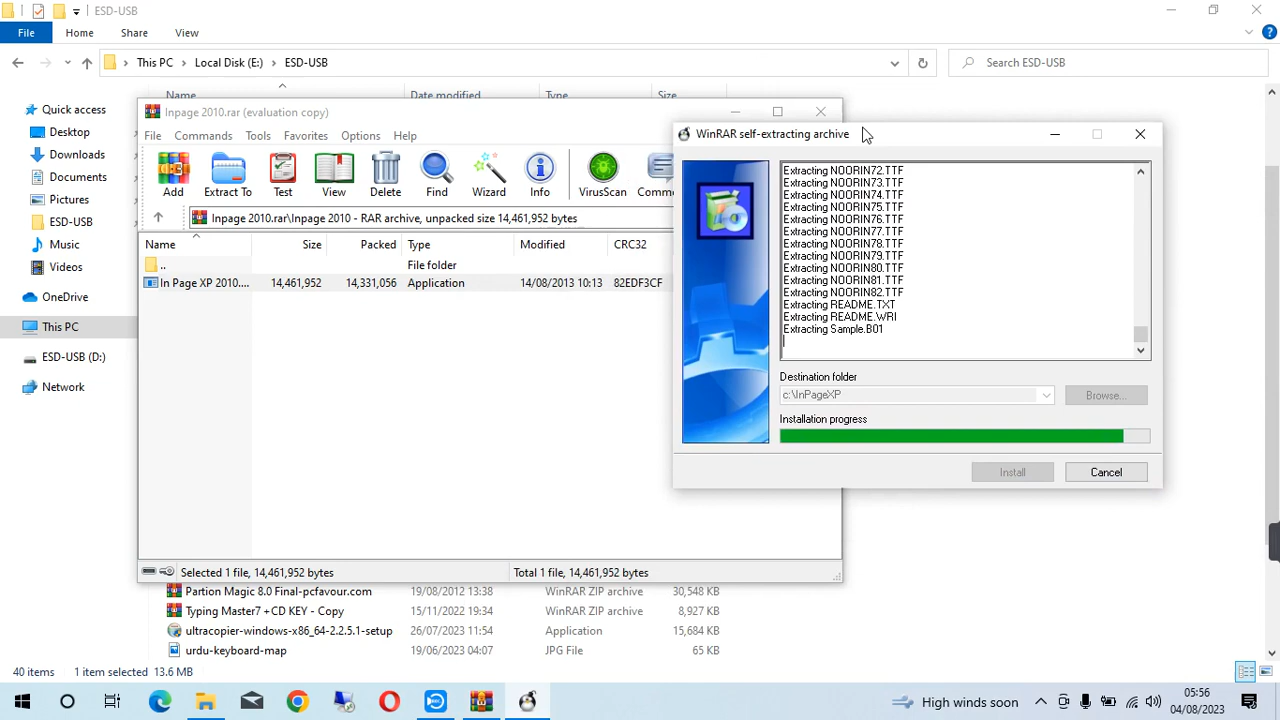 ESD-USB
File
Home
Share
View
This PC
Local Disk (E:)
ESD-USB
Search ESD-USB
Name
Date modified
Type
Size
Quick access
Desktop
Downloads
Documents
Pictures
ESD-USB
Music
Videos
OneDrive
This PC
ESD-USB (D:)
Network
Inpage 2010.rar (evaluation copy)
File
Commands
Tools
Favorites
Options
Help
Add
Extract To
Test
View
Delete
Find
Wizard
Info
VirusScan
Comme
Inpage 2010.rar\Inpage 2010 - RAR archive, unpacked size 14,461,952 bytes
Name
Size
Packed
Type
Modified
CRC32
..
File folder
In Page XP 2010....
14,461,952
14,331,056
Application
14/08/2013 10:13
82EDF3CF
Selected 1 file, 14,461,952 bytes
Total 1 file, 14,461,952 bytes
WinRAR self-extracting archive
Extracting NOORIN72.TTF
Extracting NOORIN73.TTF
Extracting NOORIN74.TTF
Extracting NOORIN75.TTF
Extracting NOORIN76.TTF
Extracting NOORIN77.TTF
Extracting NOORIN78.TTF
Extracting NOORIN79.TTF
Extracting NOORIN80.TTF
Extracting NOORIN81.TTF
Extracting NOORIN82.TTF
Extracting README.TXT
Extracting README.WRI
Extracting Sample.B01
Destination folder
c:\InPageXP
Browse...
Installation progress
Install
Cancel
Partion Magic 8.0 Final-pcfavour.com
19/08/2012 13:38
WinRAR ZIP archive
30,548 KB
Typing Master7 +CD KEY - Copy
15/11/2022 19:34
WinRAR ZIP archive
8,927 KB
ultracopier-windows-x86_64-2.2.5.1-setup
26/07/2023 11:54
Application
15,684 KB
urdu-keyboard-map
19/06/2023 04:07
JPG File
65 KB
40 items
1 item selected 13.6 MB
High winds soon
05:56
04/08/2023